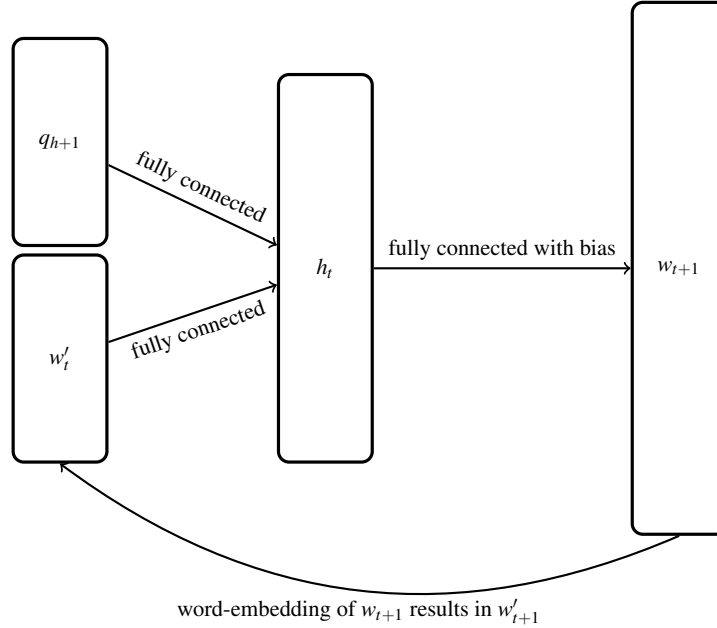 q_{h+1}
fully connected
h_t
fully connected with bias
w_{t+1}
w'_t
fully connected
word-embedding of w_{t+1} results in w'_{t+1}